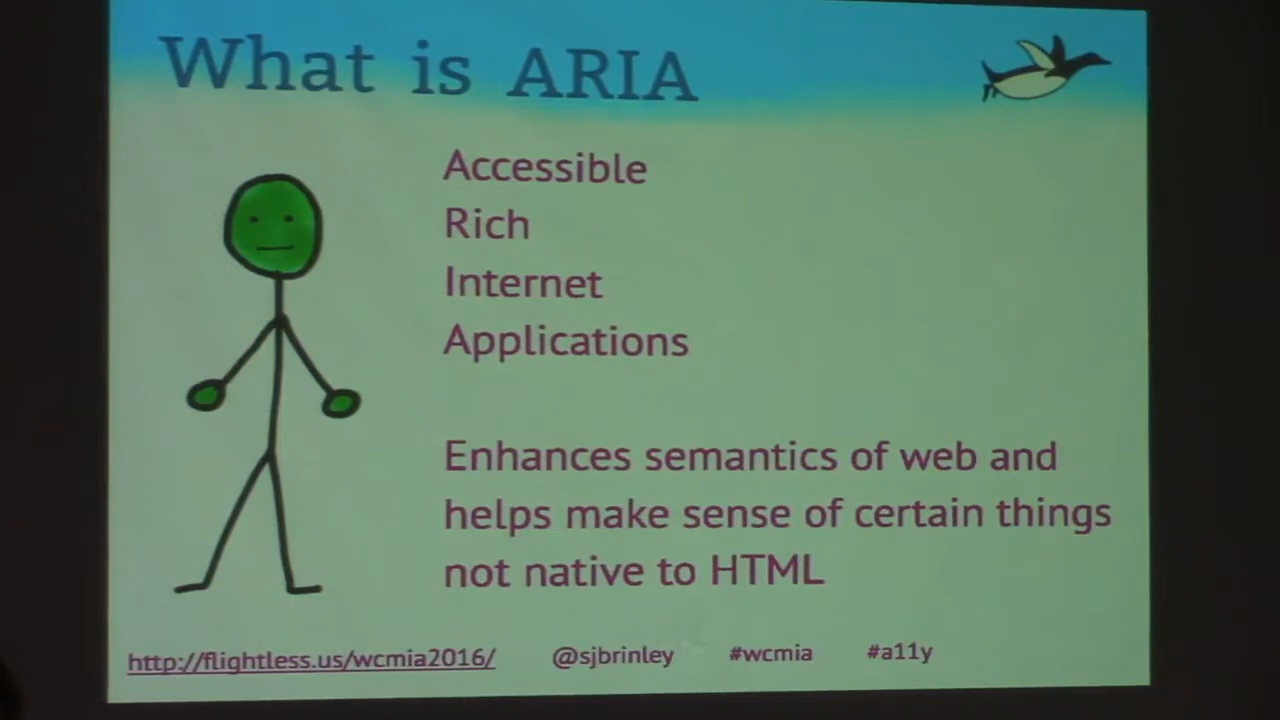 What is ARIA
Accessible
Rich
Internet
Applications
Enhances semantics of web and
helps make sense of certain things
not native to HTML
http://flightless.us/wcmia2016/ @sjbrinley #wcmia #a11y